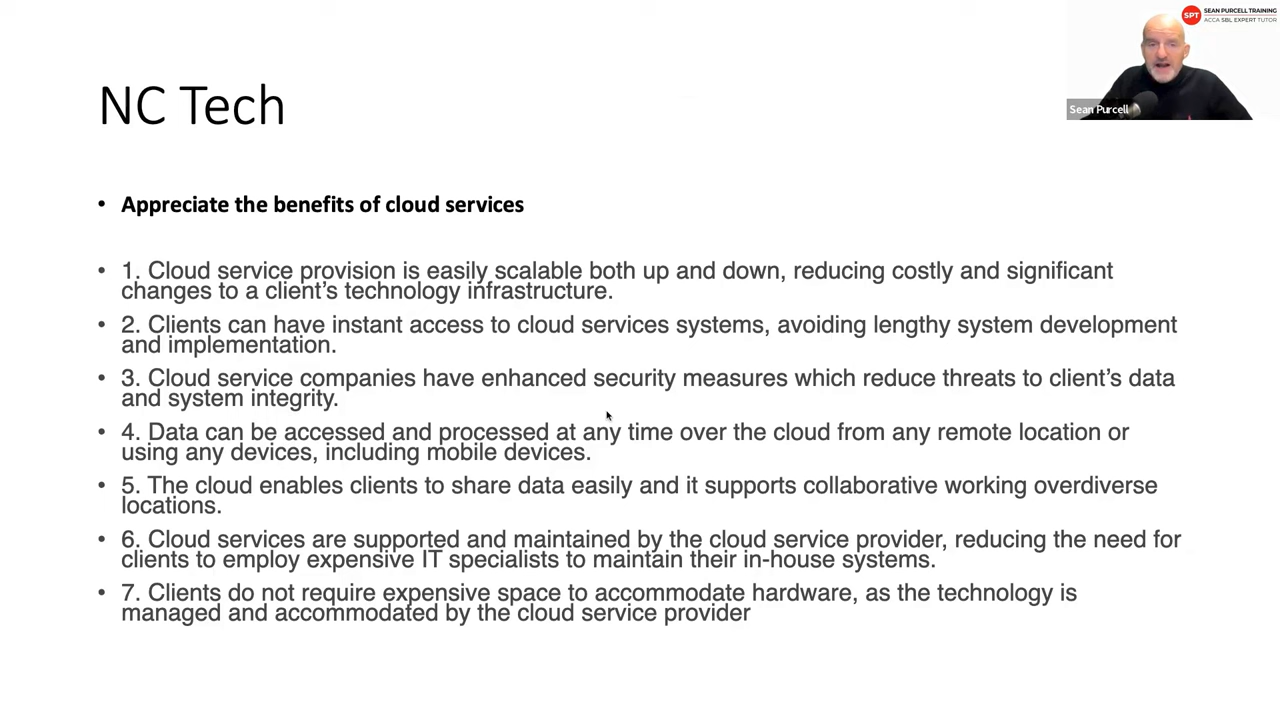 SPT
SEAN PURCELL TRAINING
ACCA SBL EXPERT TUTOR
Sean Purcell
NC Tech
• Appreciate the benefits of cloud services
• 1. Cloud service provision is easily scalable both up and down, reducing costly and significant
changes to a client’s technology infrastructure.
• 2. Clients can have instant access to cloud services systems, avoiding lengthy system development
and implementation.
• 3. Cloud service companies have enhanced security measures which reduce threats to client’s data
and system integrity.
• 4. Data can be accessed and processed at any time over the cloud from any remote location or
using any devices, including mobile devices.
• 5. The cloud enables clients to share data easily and it supports collaborative working overdiverse
locations.
• 6. Cloud services are supported and maintained by the cloud service provider, reducing the need for
clients to employ expensive IT specialists to maintain their in-house systems.
• 7. Clients do not require expensive space to accommodate hardware, as the technology is
managed and accommodated by the cloud service provider